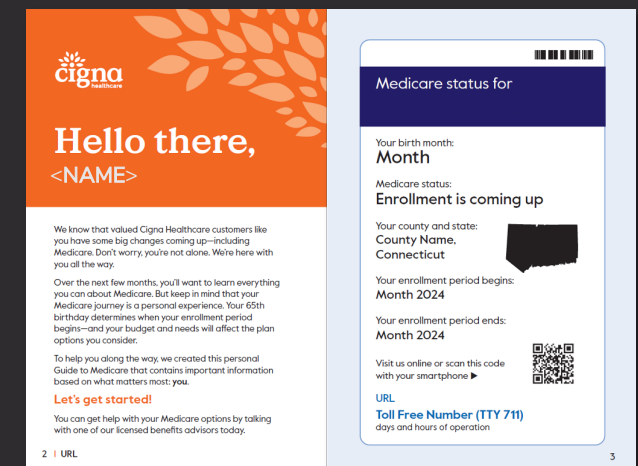 cigna
healthcare
Hello there,
<NAME>
We know that valued Cigna Healthcare customers like
you have some big changes coming up—including
Medicare. Don't worry, you're not alone. We're here with
you all the way.
Over the next few months, you'll want to learn everything
you can about Medicare. But keep in mind that your
Medicare journey is a personal experience. Your 65th
birthday determines when your enrollment period
begins—and your budget and needs will affect the plan
options you consider.
To help you along the way, we created this personal
Guide to Medicare that contains important information
based on what matters most: you.
Let's get started!
You can get help with your Medicare options by talking
with one of our licensed benefits advisors today.
2 | URL
Medicare status for
Your birth month:
Month
Medicare status:
Enrollment is coming up
Your county and state:
County Name,
Connecticut
Your enrollment period begins:
Month 2024
Your enrollment period ends:
Month 2024
Visit us online or scan this code
with your smartphone ▶
URL
Toll Free Number (TTY 711)
days and hours of operation
3